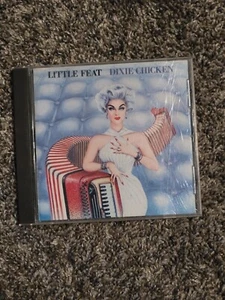 LITTLE FEAT DIXIE CHICKEN